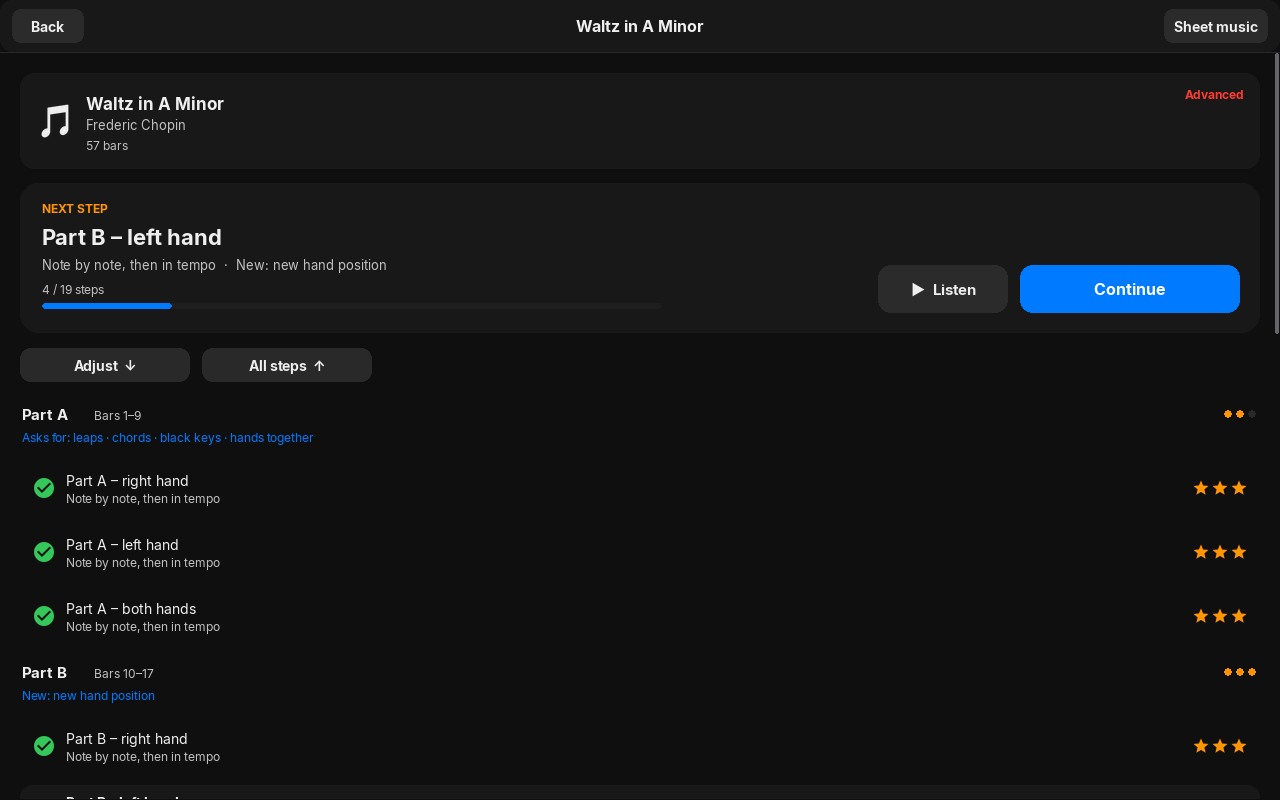 Back
Waltz in A Minor
Sheet music
Waltz in A Minor
Advanced
Frederic Chopin
57 bars
NEXT STEP
Part B – left hand
Note by note, then in tempo · New: new hand position
4 / 19 steps
▶ Listen
Continue
Adjust ↓
All steps ↑
Part A Bars 1–9
Asks for: leaps · chords · black keys · hands together
Part A – right hand
Note by note, then in tempo
Part A – left hand
Note by note, then in tempo
Part A – both hands
Note by note, then in tempo
Part B Bars 10–17
New: new hand position
Part B – right hand
Note by note, then in tempo